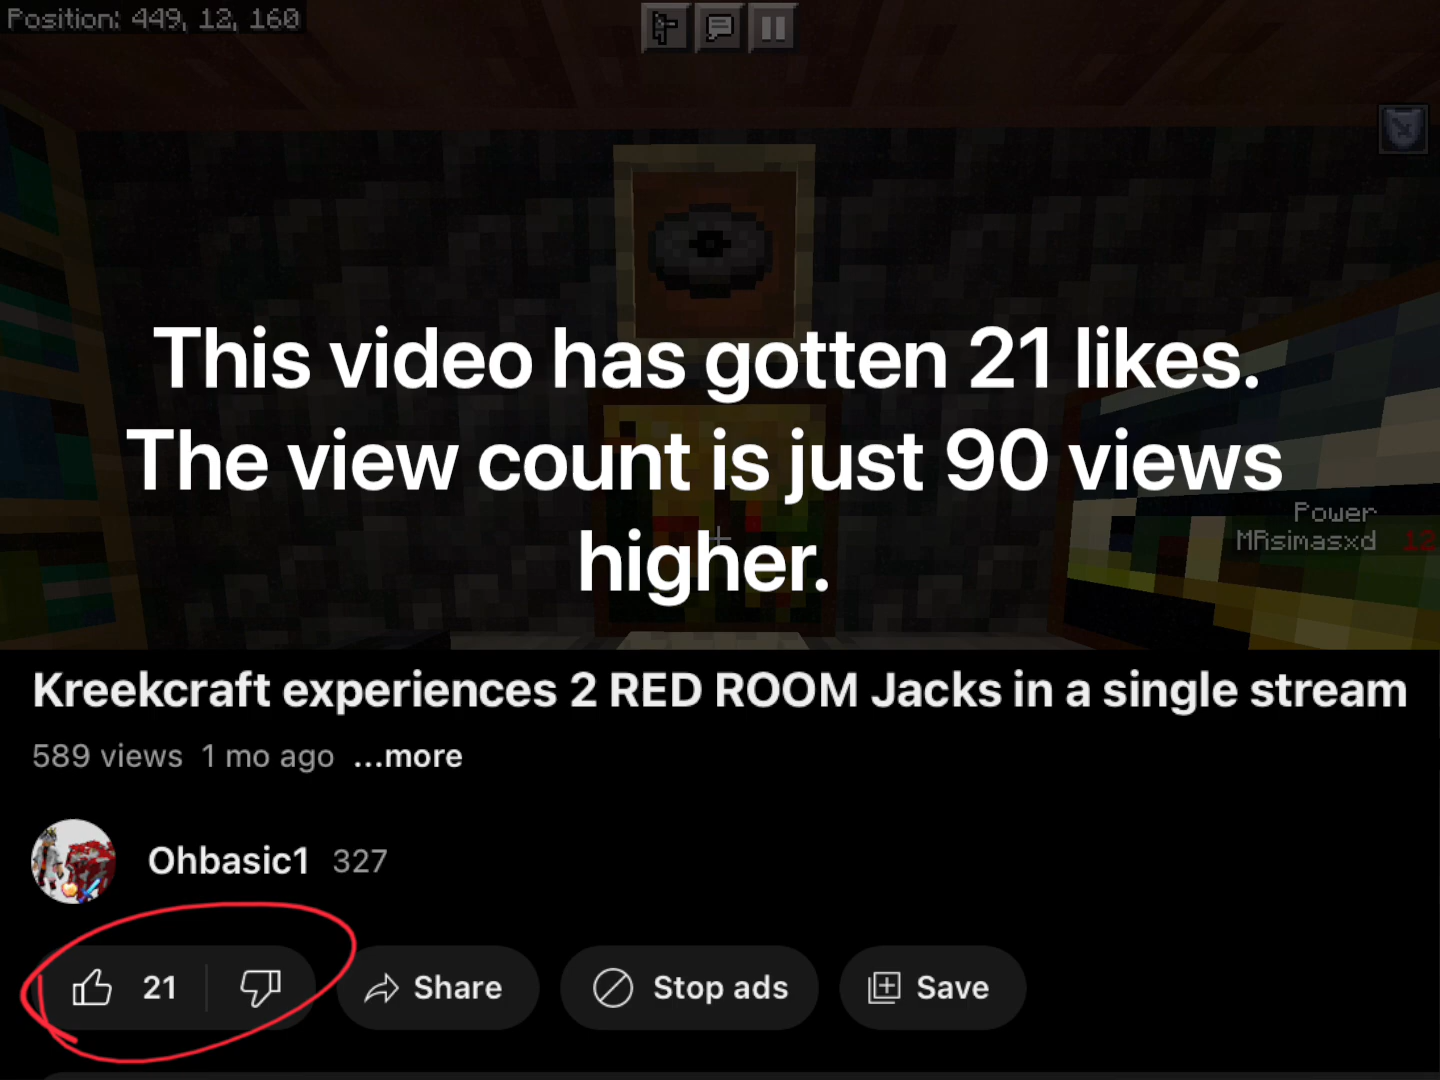 Position: 449, 12, 160
This video has gotten 21 likes.
The view count is just 90 views
higher.
Power
MRsimasxd 12
Kreekcraft experiences 2 RED ROOM Jacks in a single stream
589 views 1 mo ago ...more
Ohbasic1 327
21 Share Stop ads Save